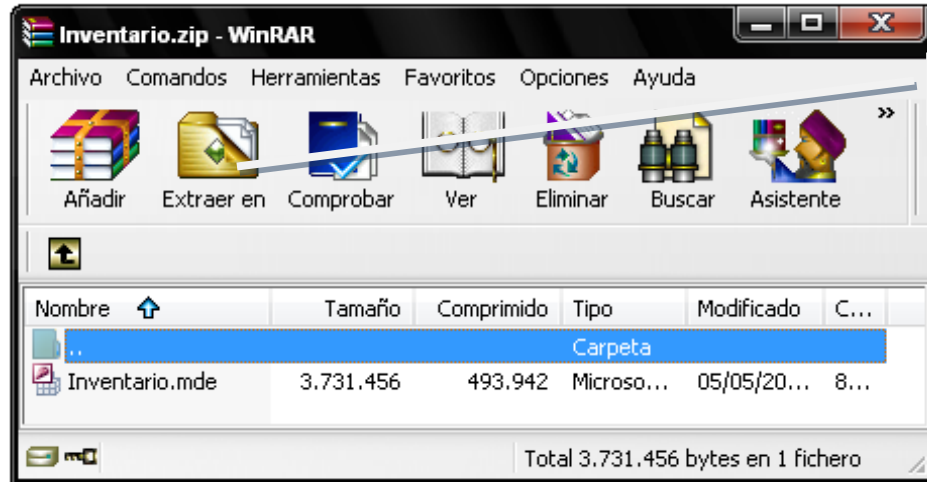 Inventario.zip - WinRAR
Archivo Comandos Herramientas Favoritos Opciones Ayuda
Añadir Extraer en Comprobar Ver Eliminar Buscar Asistente »
Nombre Tamaño Comprimido Tipo Modificado C...
.. Carpeta
Inventario.mde 3.731.456 493.942 Microso... 05/05/20... 8...
Total 3.731.456 bytes en 1 fichero